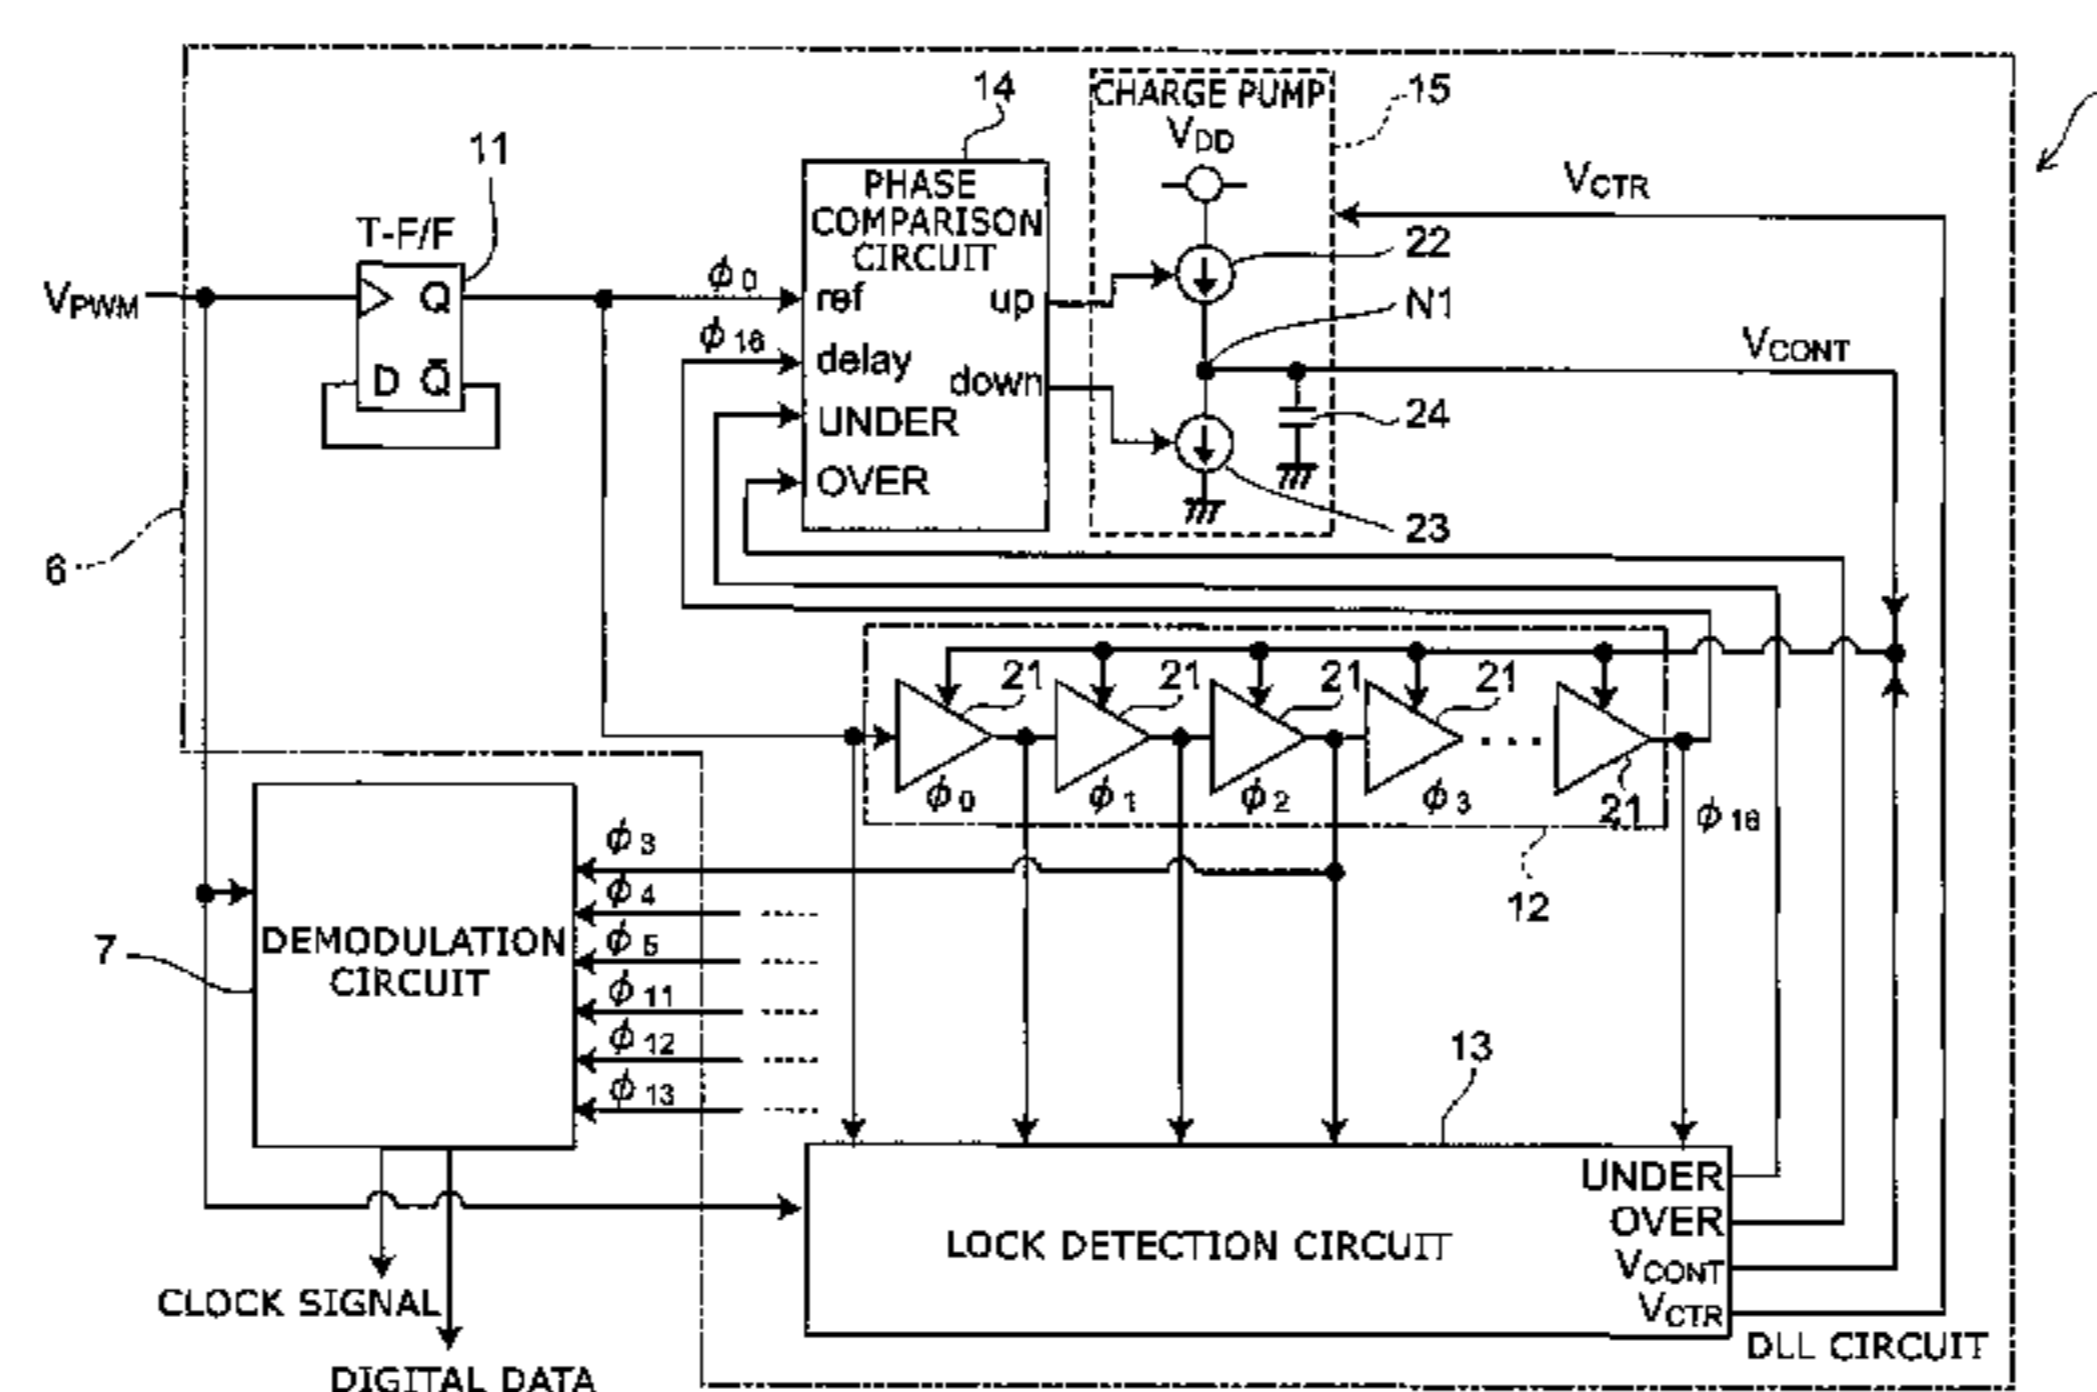 14
CHARGE PUMP
15
VDD
11
VCTR
PHASE
COMPARISON
CIRCUIT
T-F/F
22
VPWM
Q
ϕ0
ref
up
N1
ϕ16
delay
VCONT
D Q̄
down
UNDER
24
OVER
23
6
21
21
21
21
21
ϕ0
ϕ1
ϕ2
ϕ3
ϕ16
12
ϕ3
ϕ4
ϕ5
ϕ11
ϕ12
ϕ13
7
DEMODULATION
CIRCUIT
13
UNDER
OVER
LOCK DETECTION CIRCUIT
VCONT
VCTR
CLOCK SIGNAL
DLL CIRCUIT
DIGITAL DATA